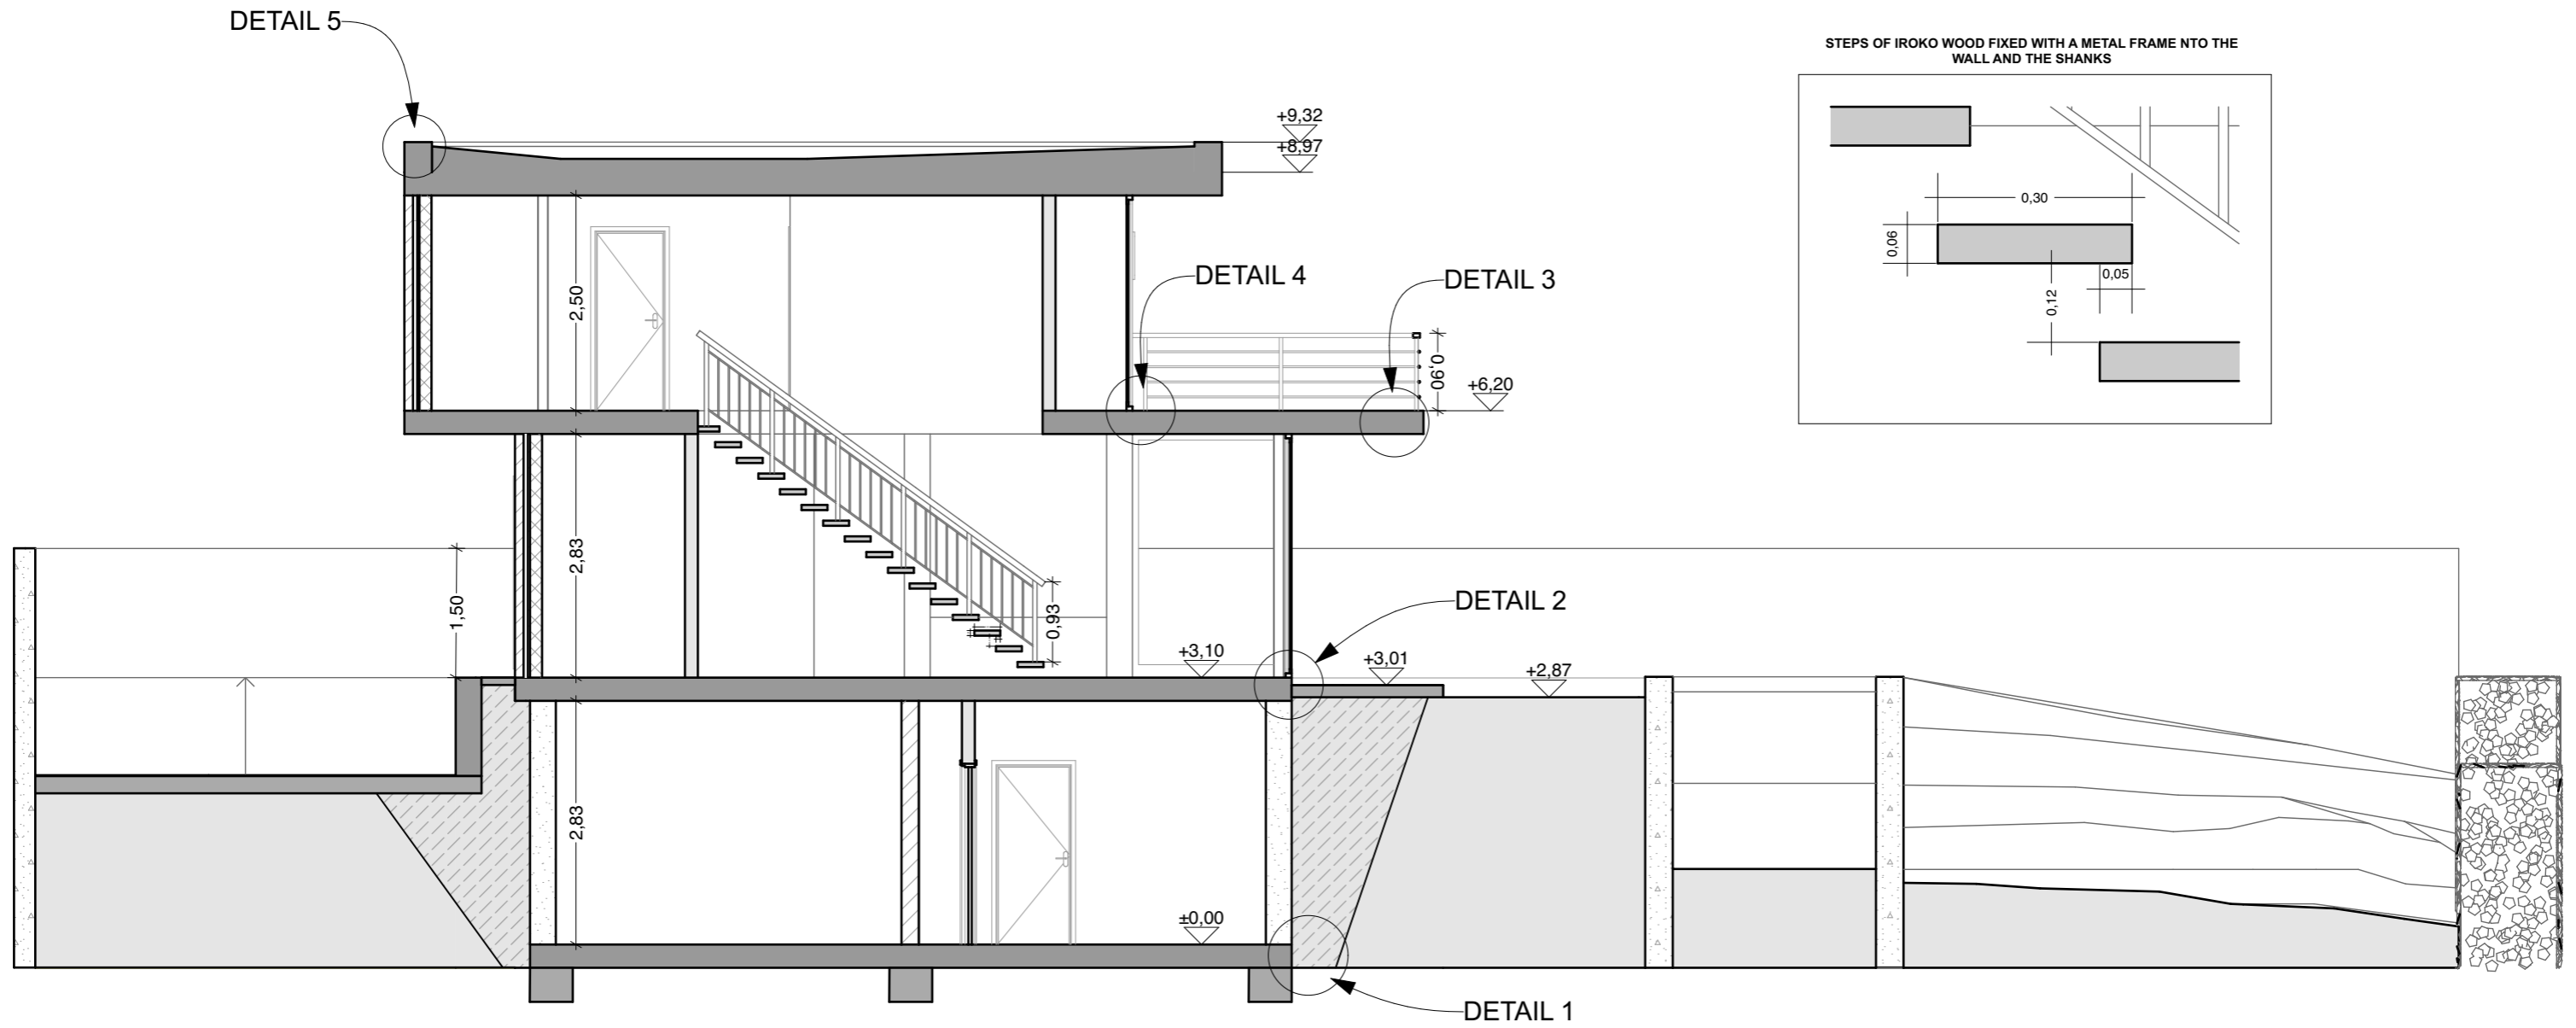 DETAIL 5
STEPS OF IROKO WOOD FIXED WITH A METAL FRAME NTO THE
WALL AND THE SHANKS
+9,32
+8,97
0,30
0,06
0,05
0,12
2,50
DETAIL 4
DETAIL 3
0,90
+6,20
2,83
1,50
0,93
DETAIL 2
+3,10
+3,01
+2,87
2,83
±0,00
DETAIL 1